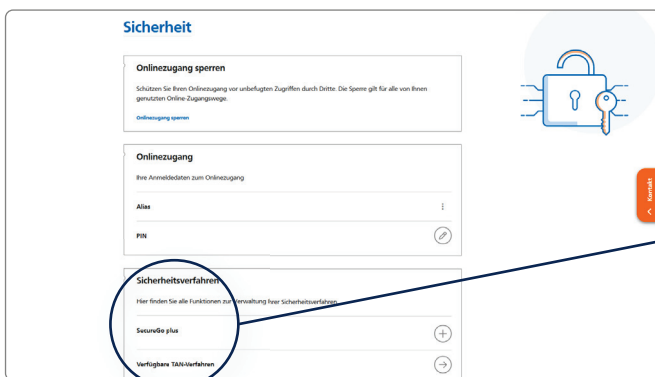 Sicherheit
Onlinezugang sperren
Schützen Sie Ihren Onlinezugang vor unbefugten Zugriffen durch Dritte. Die Sperre gilt für alle von Ihnen
genutzten Online-Zugangswege.
Onlinezugang sperren
Onlinezugang
Ihre Anmeldedaten zum Onlinezugang
Alias
PIN
Kontakt
Sicherheitsverfahren
Hier finden Sie alle Funktionen zur Verwaltung Ihrer Sicherheitsverfahren
SecureGo plus
Verfügbare TAN-Verfahren